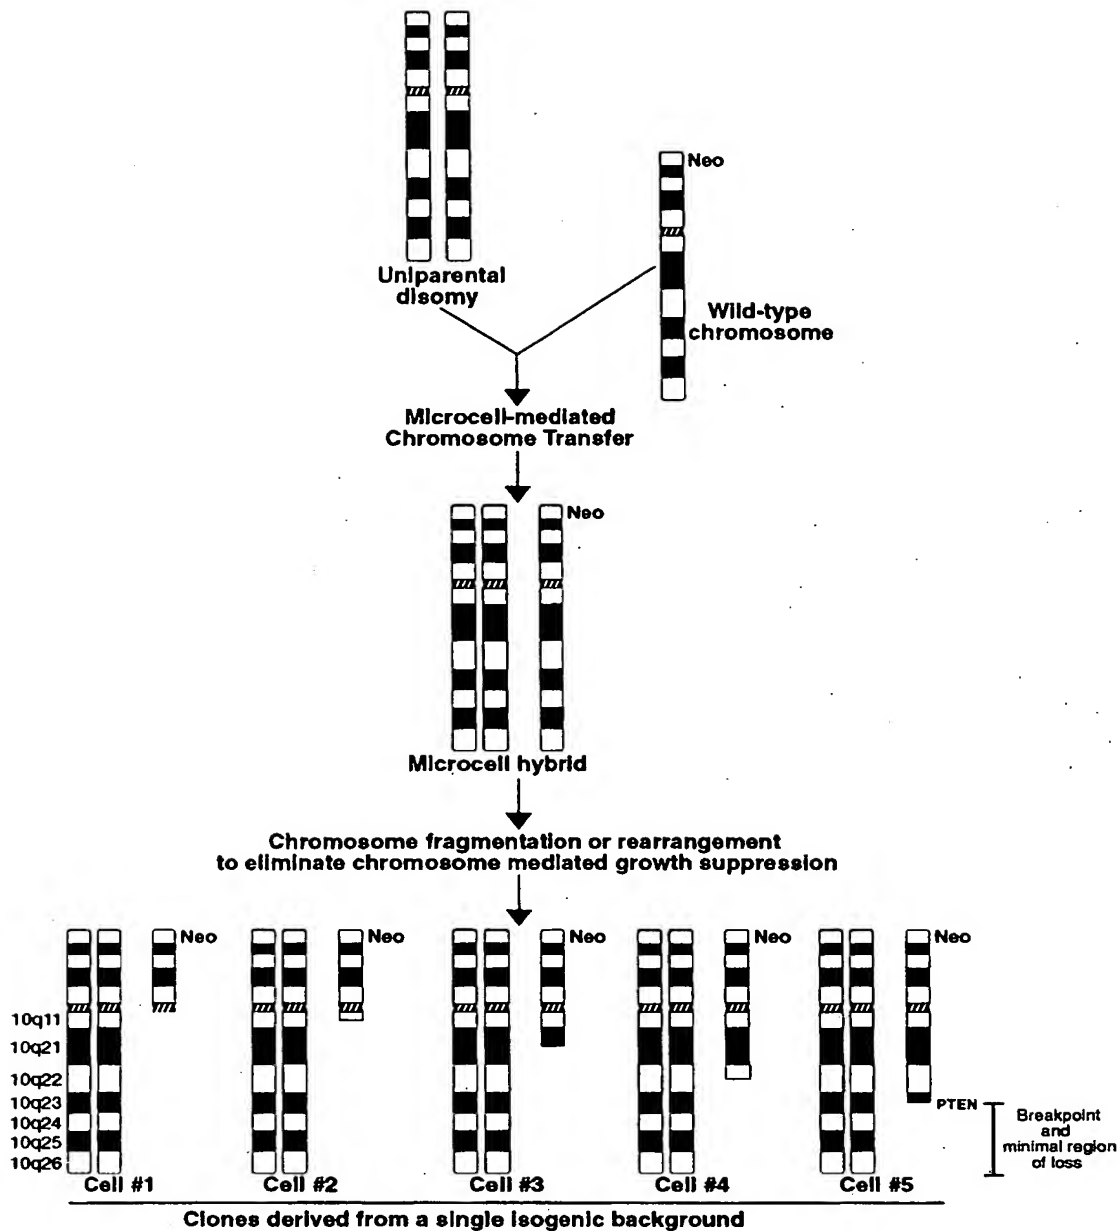 Neo
Uniparental
disomy
Wild-type
chromosome
Microcell-mediated
Chromosome Transfer
Neo
Microcell hybrid
Chromosome fragmentation or rearrangement
to eliminate chromosome mediated growth suppression
Neo
Neo
Neo
Neo
Neo
10q11
10q21
10q22
10q23
10q24
10q25
10q26
PTEN
Breakpoint
and
minimal region
of loss
Cell #1
Cell #2
Cell #3
Cell #4
Cell #5
Clones derived from a single isogenic background